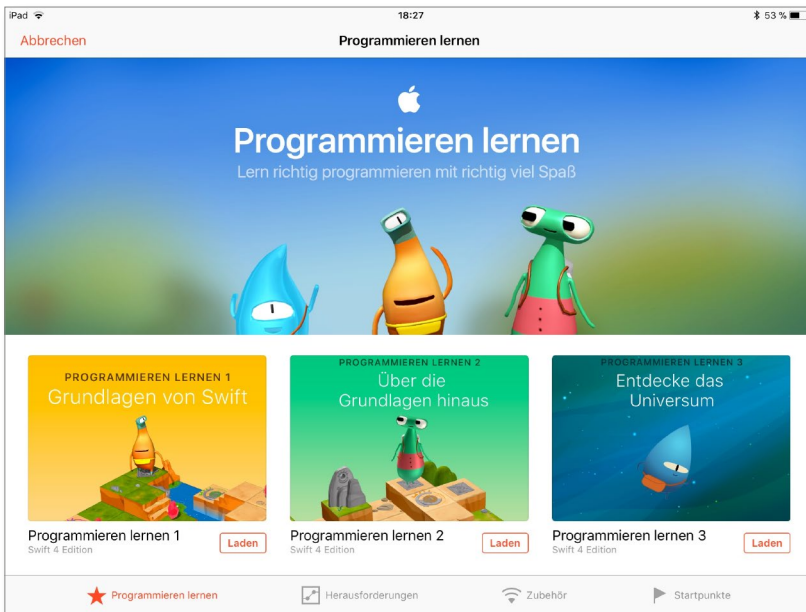 iPad 18:27 53 %
Abbrechen Programmieren lernen
Programmieren lernen
Lern richtig programmieren mit richtig viel Spaß
PROGRAMMIEREN LERNEN 1
Grundlagen von Swift
PROGRAMMIEREN LERNEN 2
Über die
Grundlagen hinaus
PROGRAMMIEREN LERNEN 3
Entdecke das
Universum
Programmieren lernen 1
Swift 4 Edition
Laden
Programmieren lernen 2
Swift 4 Edition
Laden
Programmieren lernen 3
Swift 4 Edition
Laden
Programmieren lernen Herausforderungen Zubehör Startpunkte